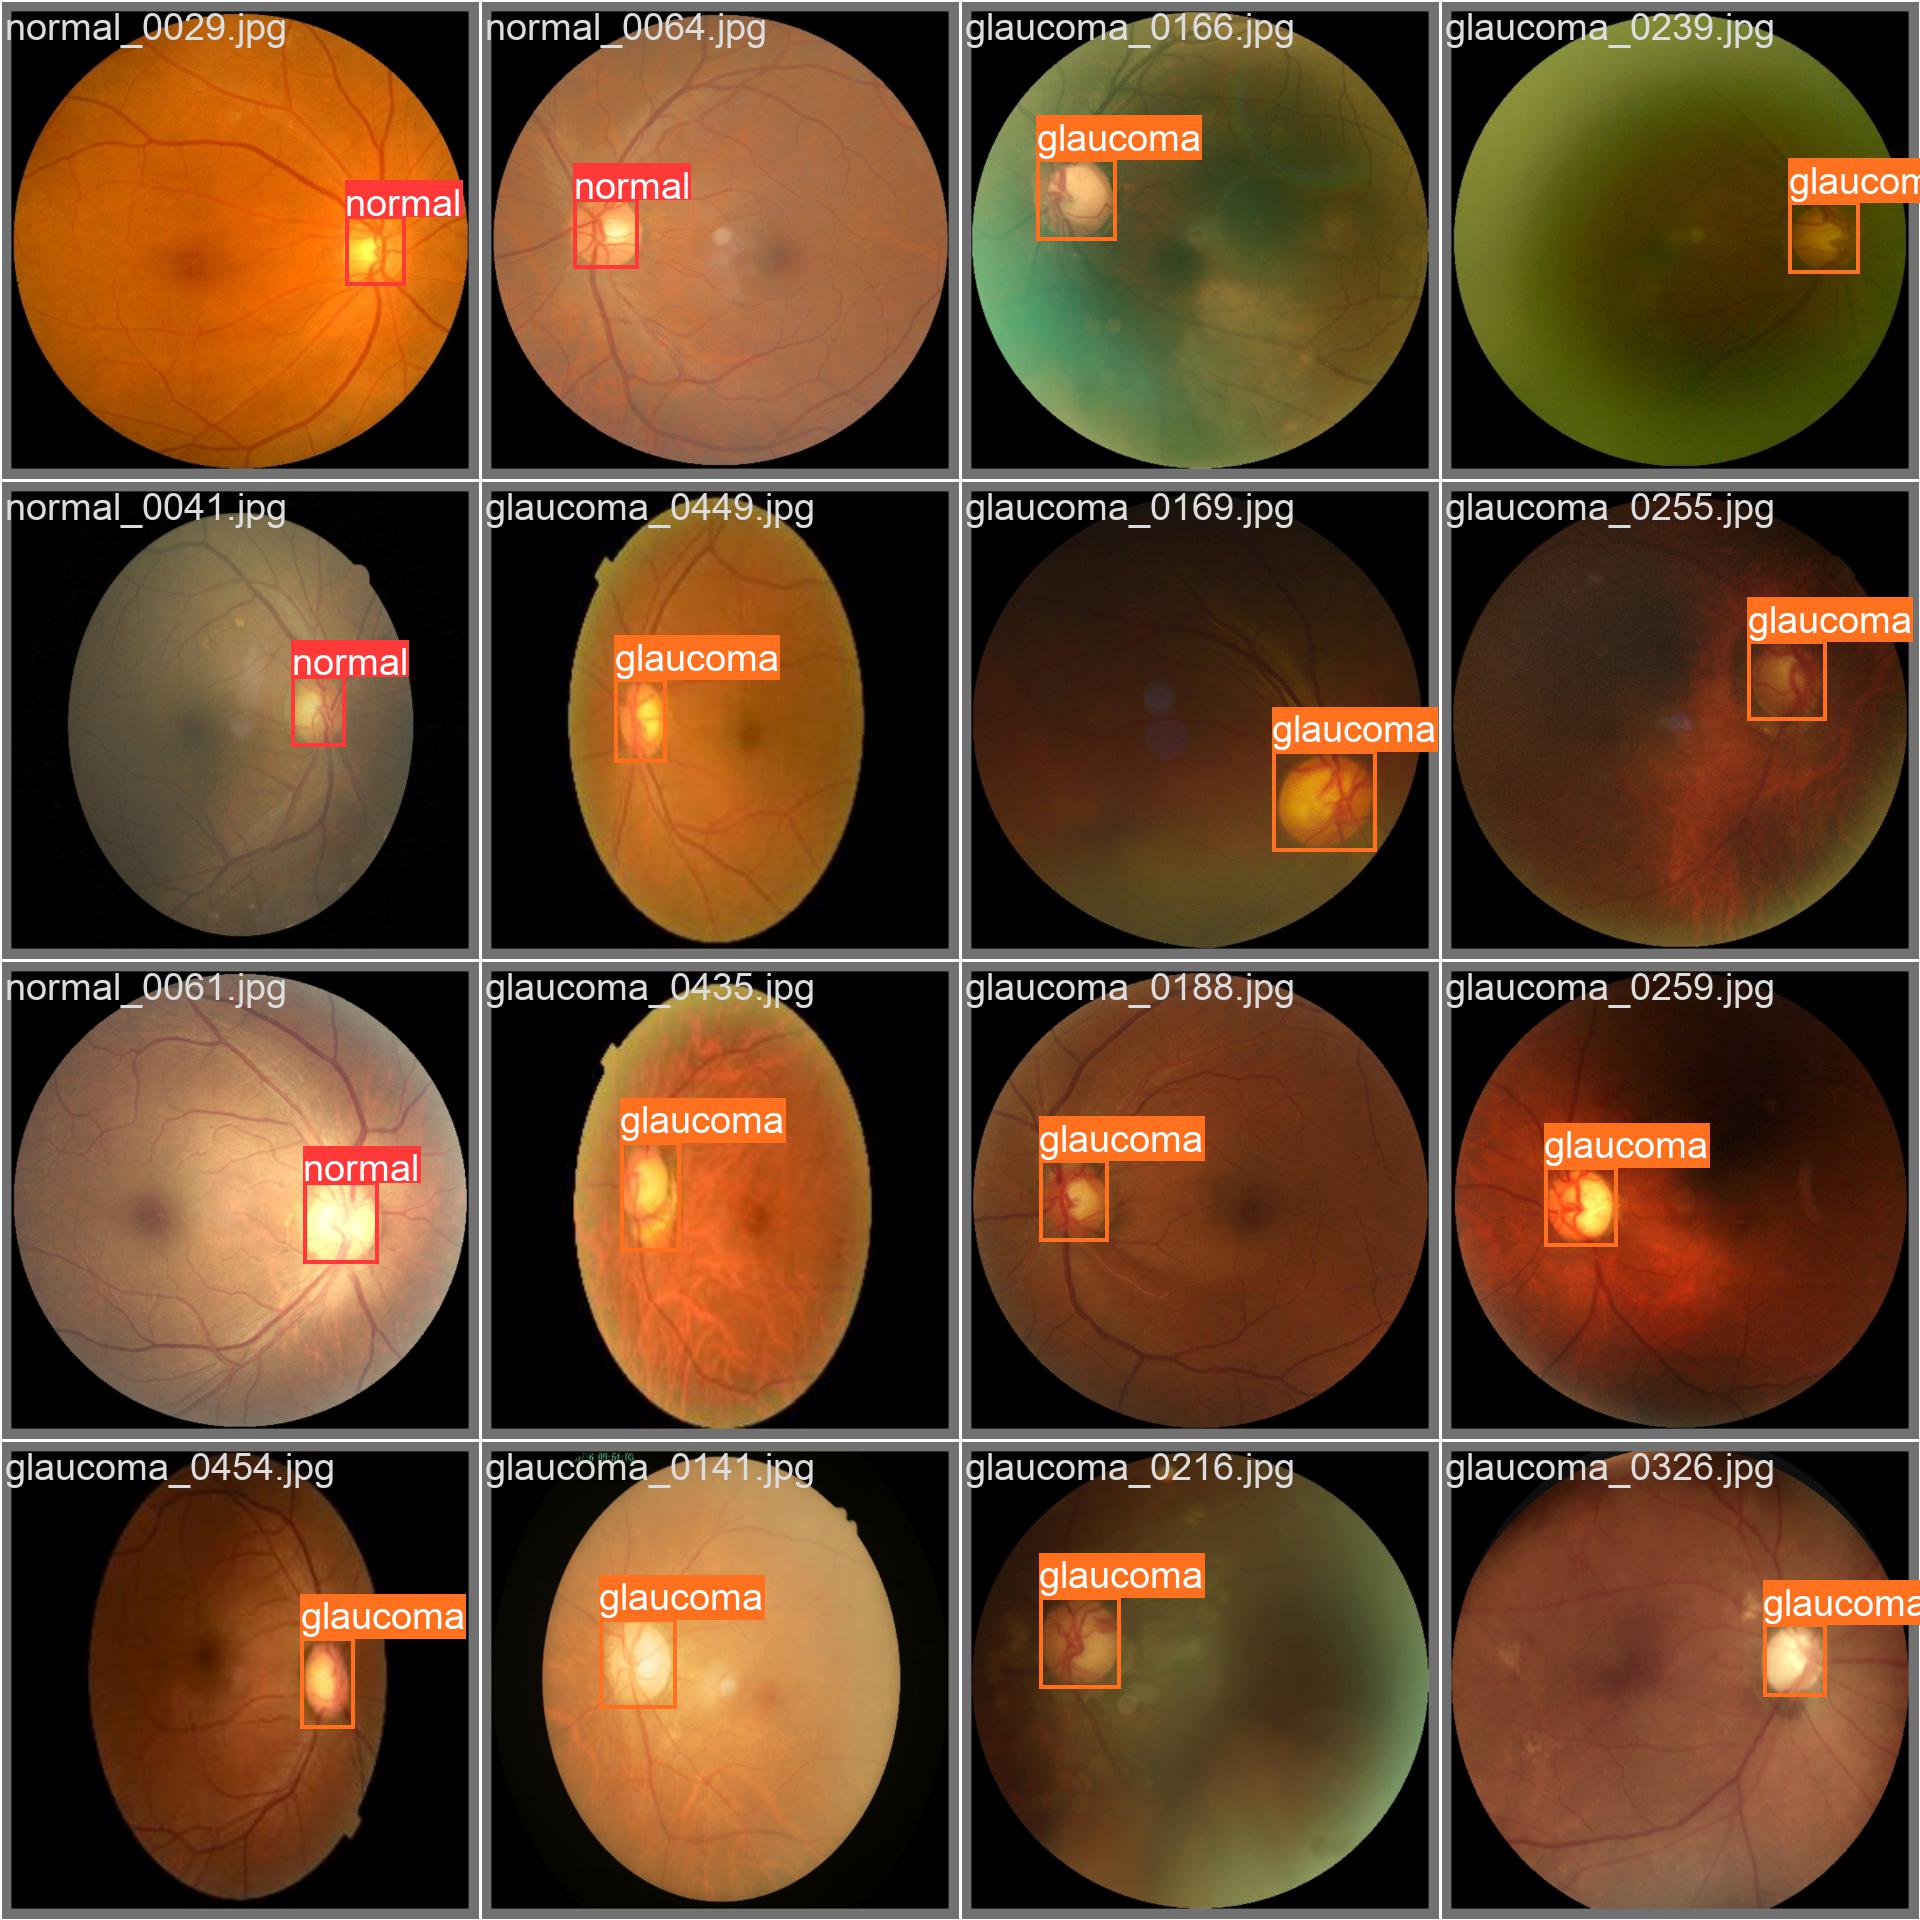 normal_0029.jpg
normal
normal_0064.jpg
normal
glaucoma_0166.jpg
glaucoma
glaucoma_0239.jpg
normal_0041.jpg
normal
glaucoma_0449.jpg
glaucoma
glaucoma_0169.jpg
glaucoma
glaucoma_0255.jpg
glaucoma
normal_0061.jpg
normal
glaucoma_0435.jpg
glaucoma
glaucoma_0188.jpg
glaucoma
glaucoma_0259.jpg
glaucoma
glaucoma_0454.jpg
glaucoma
glaucoma_0141.jpg
glaucoma
glaucoma_0216.jpg
glaucoma
glaucoma_0326.jpg
glaucoma